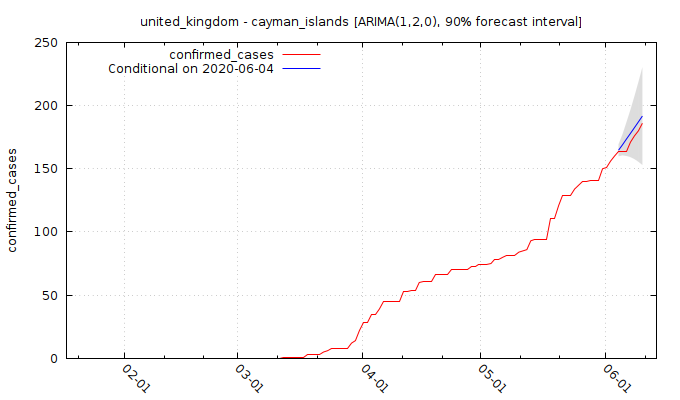 united_kingdom - cayman_islands [ARIMA(1,2,0), 90% forecast interval]
confirmed_cases
Conditional on 2020-06-04
confirmed_cases
250
200
150
100
50
0
02-01
03-01
04-01
05-01
06-01